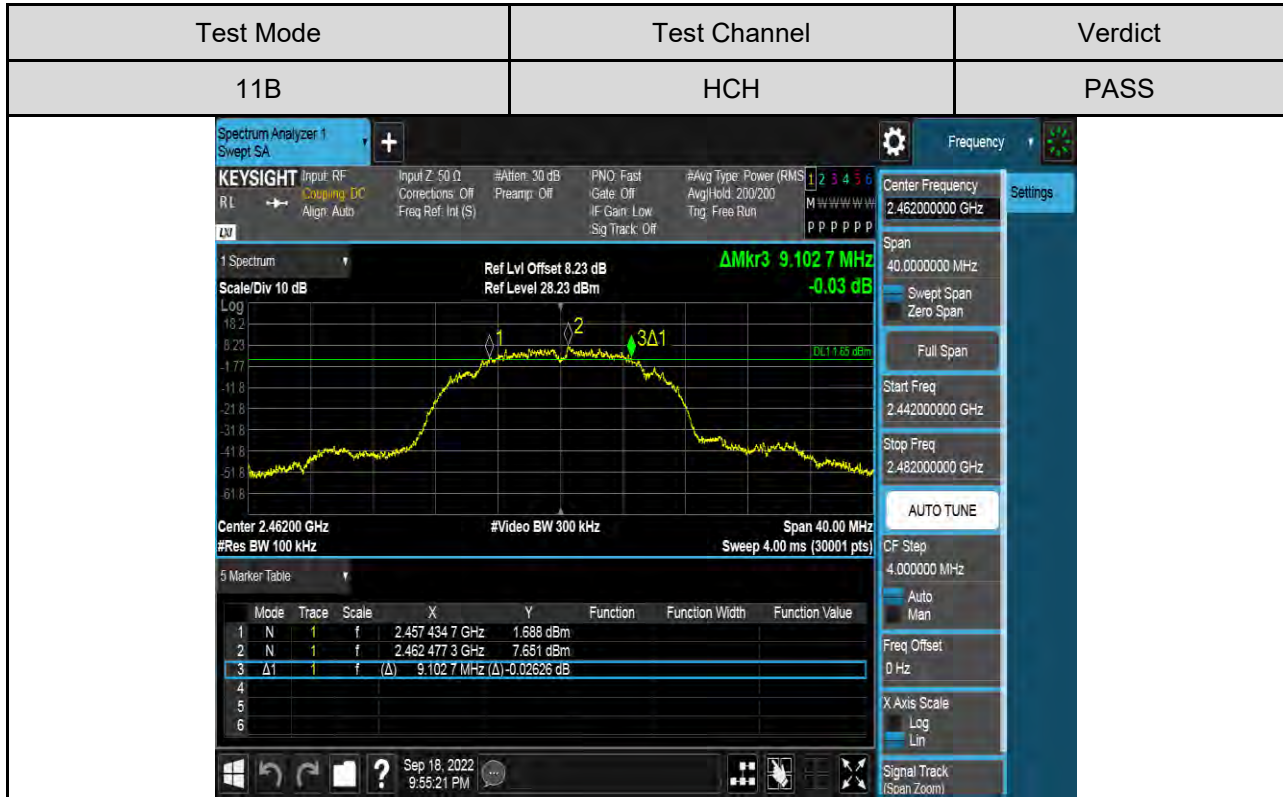 Test Mode Test Channel Verdict
11B HCH PASS
Spectrum Analyzer 1
Swept SA
+
Frequency
KEYSIGHT Input: RF Input Z: 50 Ω #Atten: 30 dB PNO: Fast #Avg Type: Power (RMS 1 2 3 4 5 6
RL Coupling: DC Corrections: Off Preamp: Off Gate: Off Avg|Hold: 200/200 M W W W W W
Align: Auto Freq Ref: Int (S) IF Gain: Low Trig: Free Run
LXI Sig Track: Off P P P P P P
Center Frequency
2.462000000 GHz
Settings
Span
40.0000000 MHz
Swept Span
Zero Span
Full Span
Start Freq
2.442000000 GHz
Stop Freq
2.482000000 GHz
AUTO TUNE
CF Step
4.000000 MHz
Auto
Man
Freq Offset
0 Hz
X Axis Scale
Log
Lin
Signal Track
(Span Zoom)
1 Spectrum Ref Lvl Offset 8.23 dB ΔMkr3 9.102 7 MHz
Scale/Div 10 dB Ref Level 28.23 dBm -0.03 dB
Log
18.2
8.23
-1.77
-11.8
-21.8
-31.8
-41.8
-51.8
-61.8
1 2 3Δ1
DL1 1.65 dBm
Center 2.46200 GHz #Video BW 300 kHz Span 40.00 MHz
#Res BW 100 kHz Sweep 4.00 ms (30001 pts)
5 Marker Table
Mode Trace Scale X Y Function Function Width Function Value
1 N 1 f 2.457 434 7 GHz 1.688 dBm
2 N 1 f 2.462 477 3 GHz 7.651 dBm
3 Δ1 1 f (Δ) 9.102 7 MHz (Δ) -0.02626 dB
4
5
6
? Sep 18, 2022
9:55:21 PM